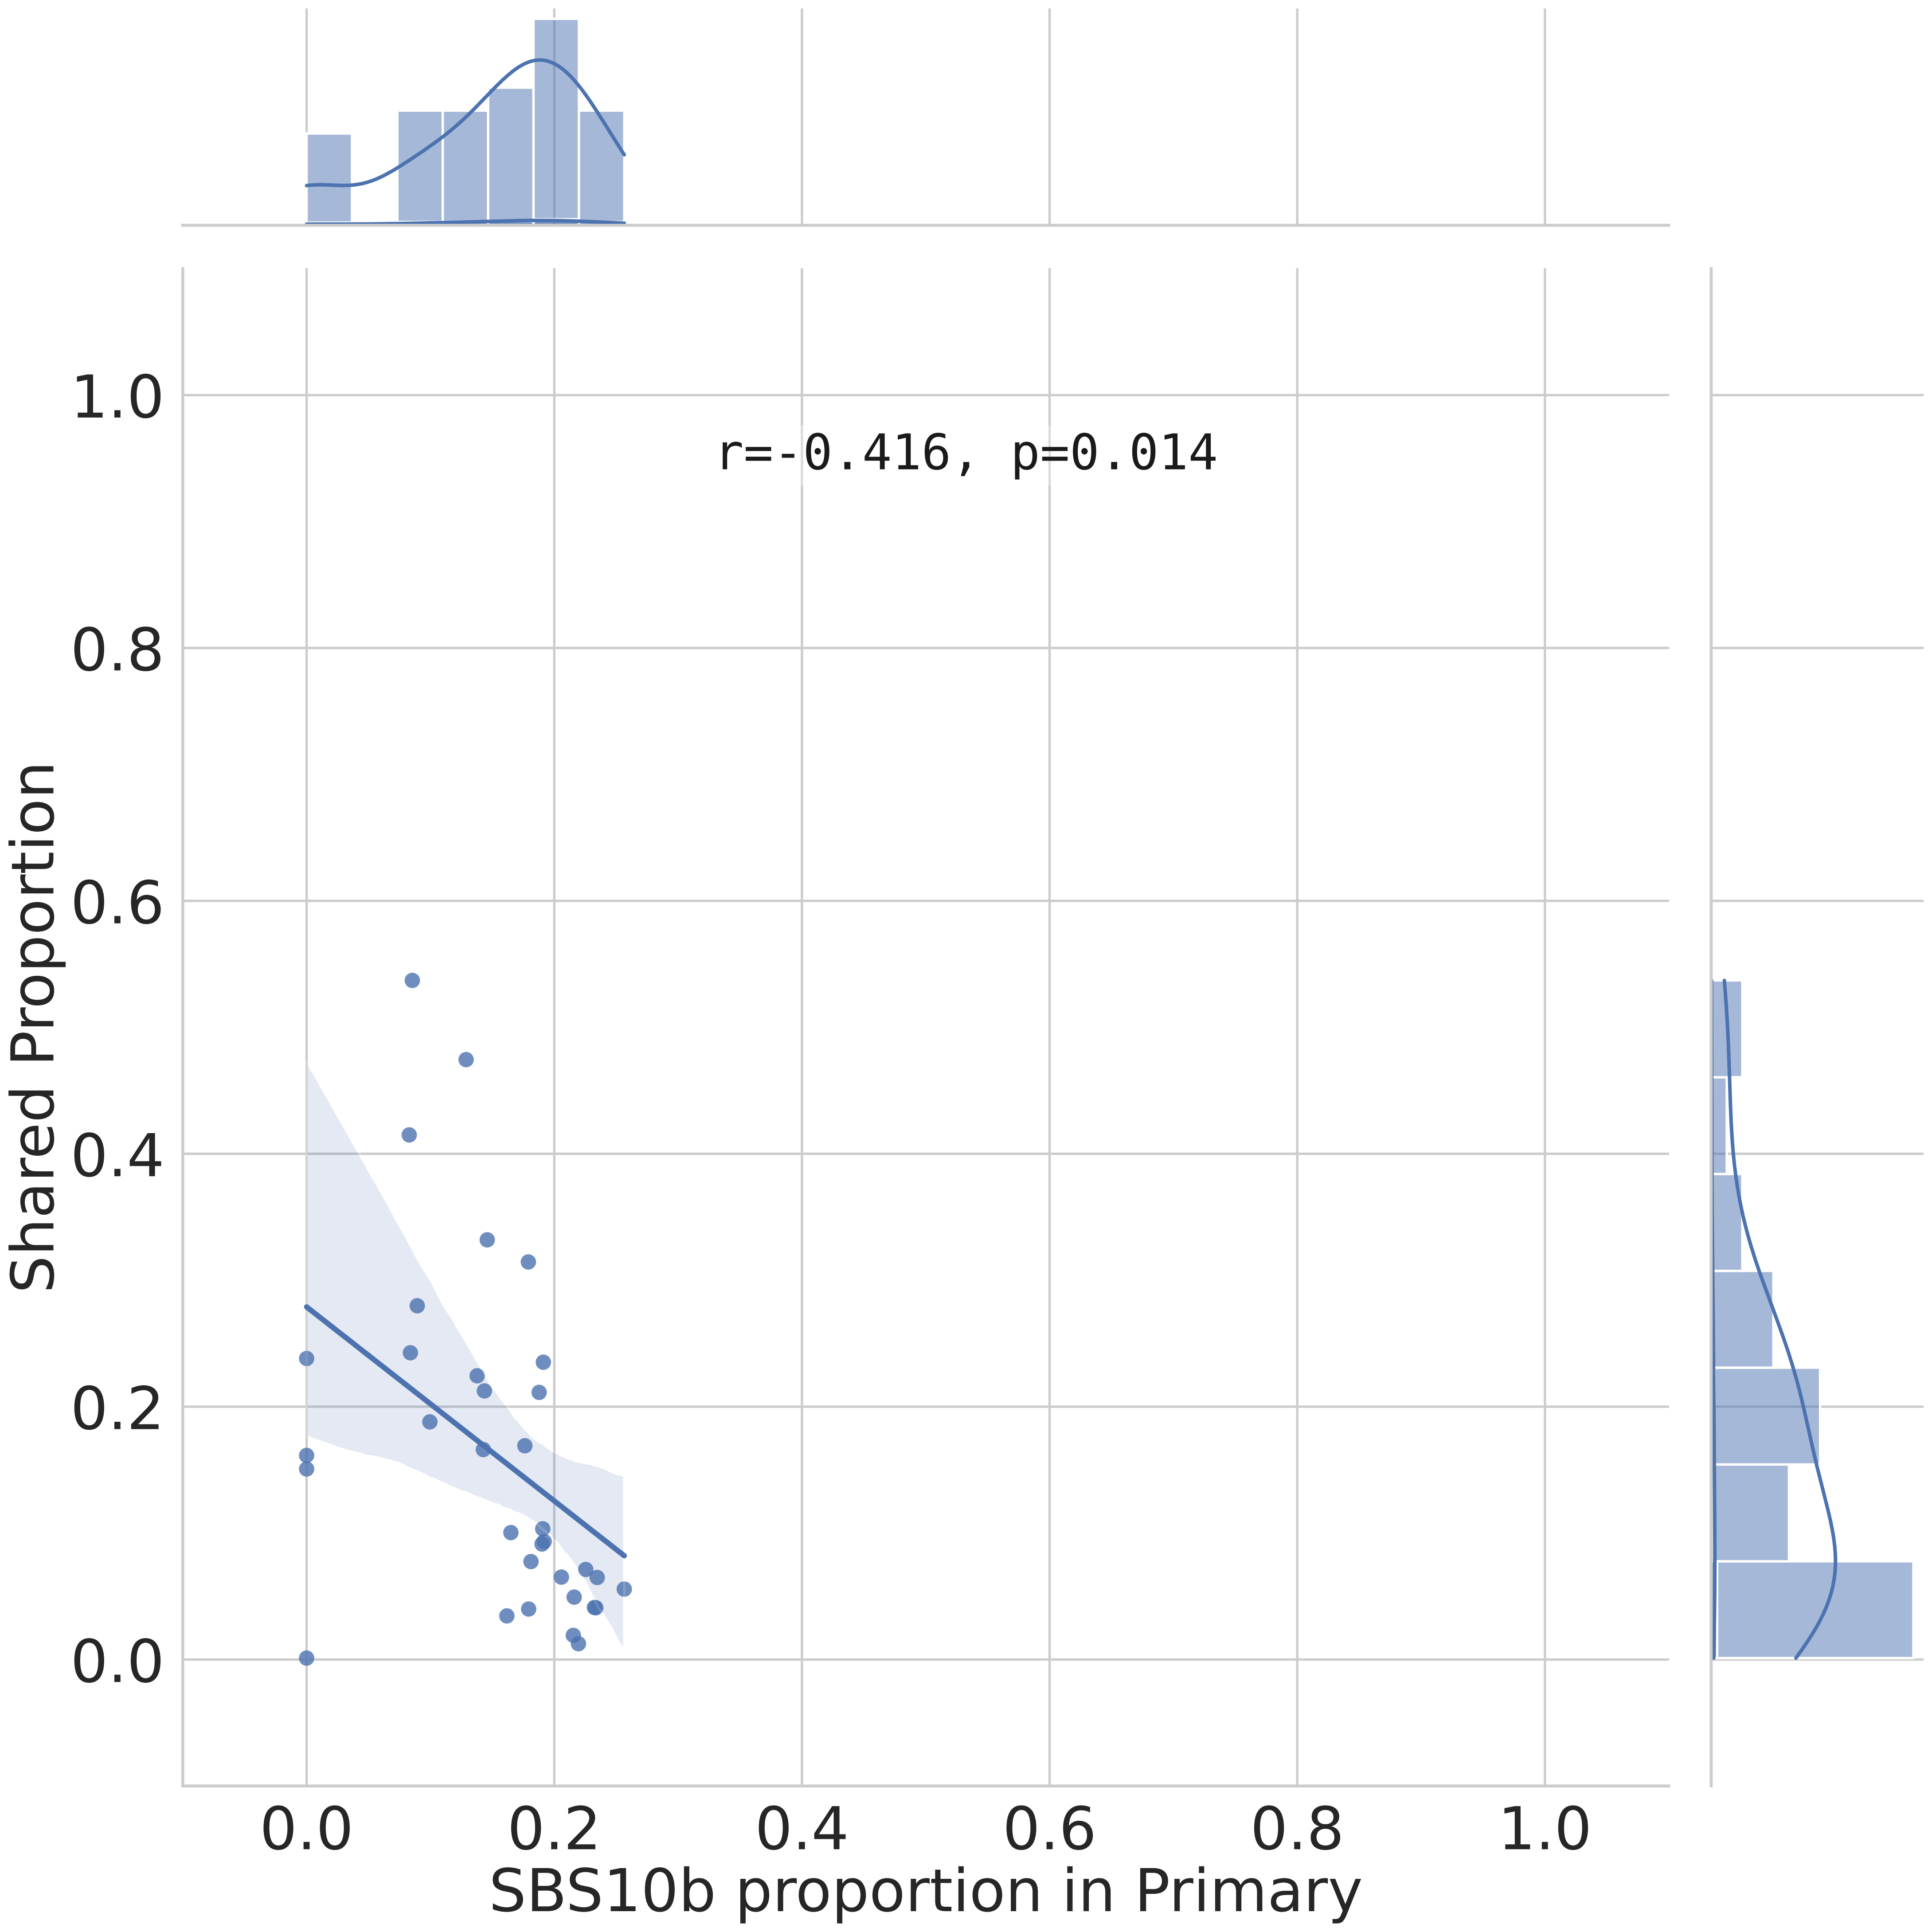 r=-0.416, p=0.014
Shared Proportion
1.0
0.8
0.6
0.4
0.2
0.0
0.0 0.2 0.4 0.6 0.8 1.0
SBS10b proportion in Primary